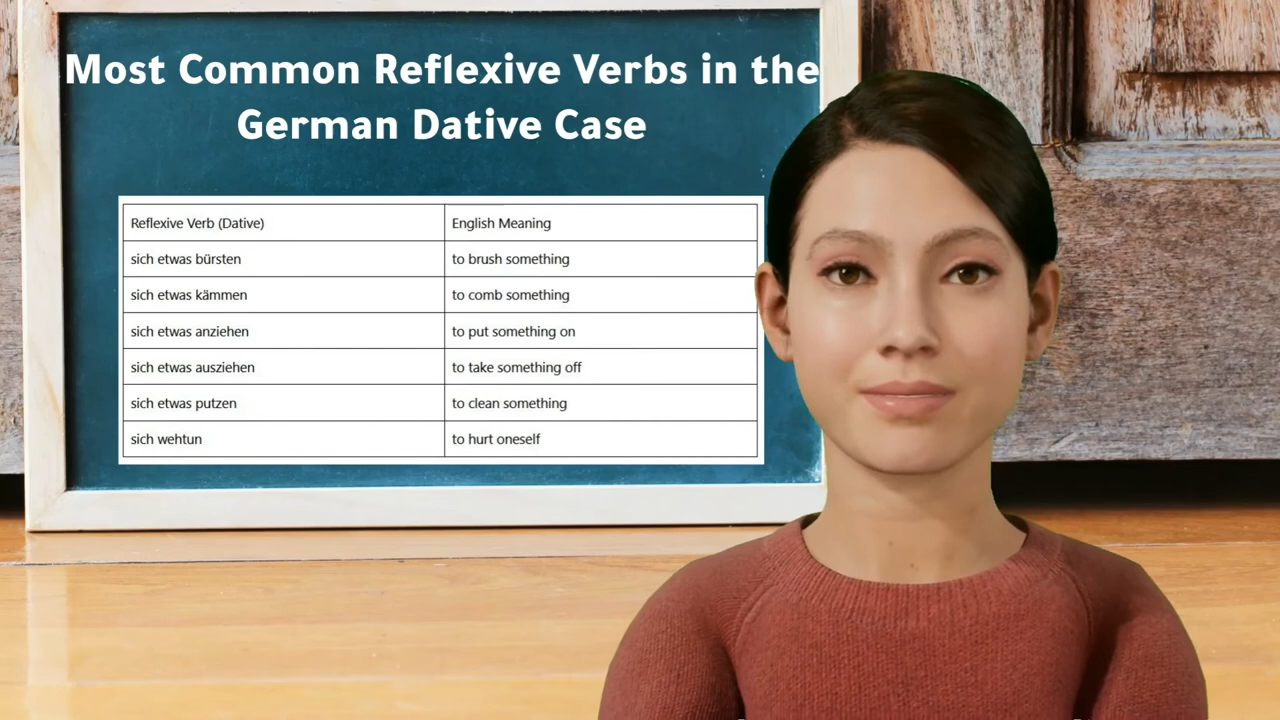 Most Common Reflexive Verbs in the
German Dative Case
Reflexive Verb (Dative) English Meaning
sich etwas bürsten to brush something
sich etwas kämmen to comb something
sich etwas anziehen to put something on
sich etwas ausziehen to take something off
sich etwas putzen to clean something
sich wehtun to hurt oneself